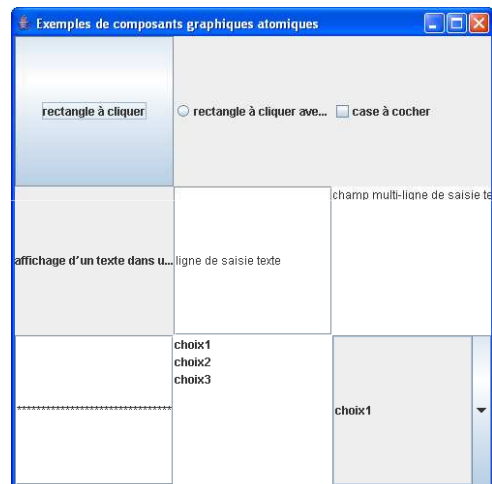 Exemples de composants graphiques atomiques
rectangle à cliquer
rectangle à cliquer ave...
case à cocher
affichage d'un texte dans u...
ligne de saisie texte
champ multi-ligne de saisie te
********************************
choix1
choix2
choix3
choix1